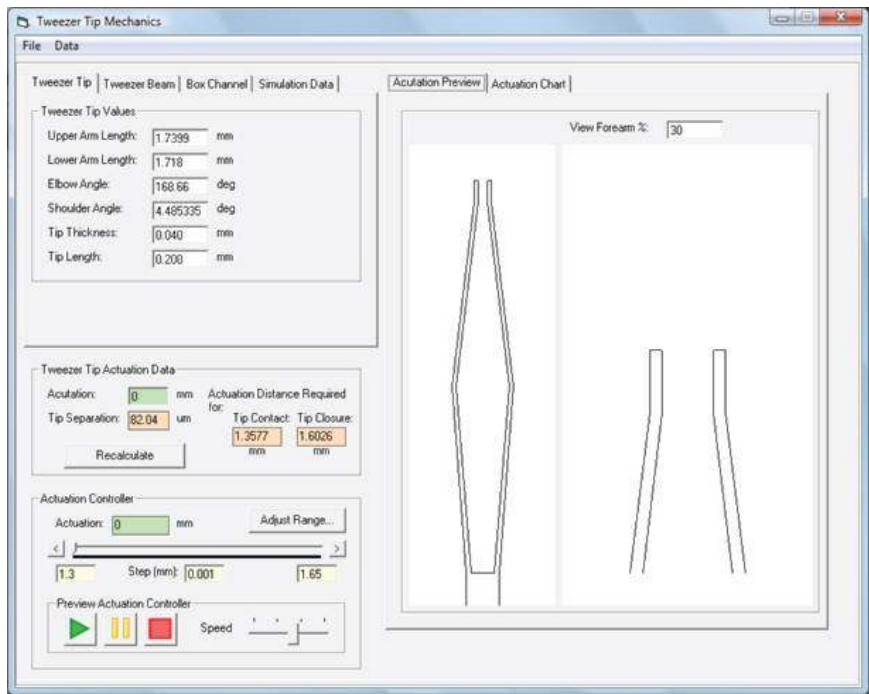 Tweezer Tip Mechanics
File Data
Tweezer Tip Tweezer Beam Box Channel Simulation Data
Tweezer Tip Values
Upper Arm Length: 1.7399 mm
Lower Arm Length: 1.718 mm
Elbow Angle: 168.66 deg
Shoulder Angle: 4.485335 deg
Tip Thickness: 0.040 mm
Tip Length: 0.208 mm
Tweezer Tip Actuation Data
Acutation: 0 mm
Tip Separation: 82.04 um
Actuation Distance Required
for:
Tip Contact: Tip Closure:
1.3577 1.6026
mm mm
Recalculate
Actuation Controller
Actuation: 0 mm
Adjust Range...
< >
1.3 Step (mm): 0.001 1.65
Preview Actuation Controller
Speed
Acutation Preview Actuation Chart
View Forearm %: 30